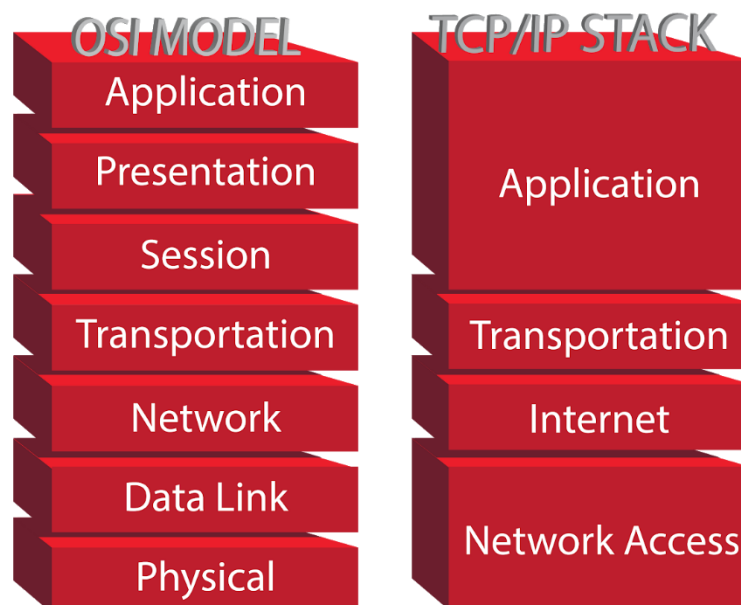 OSI MODEL
Application
Presentation
Session
Transportation
Network
Data Link
Physical
TCP/IP STACK
Application
Transportation
Internet
Network Access